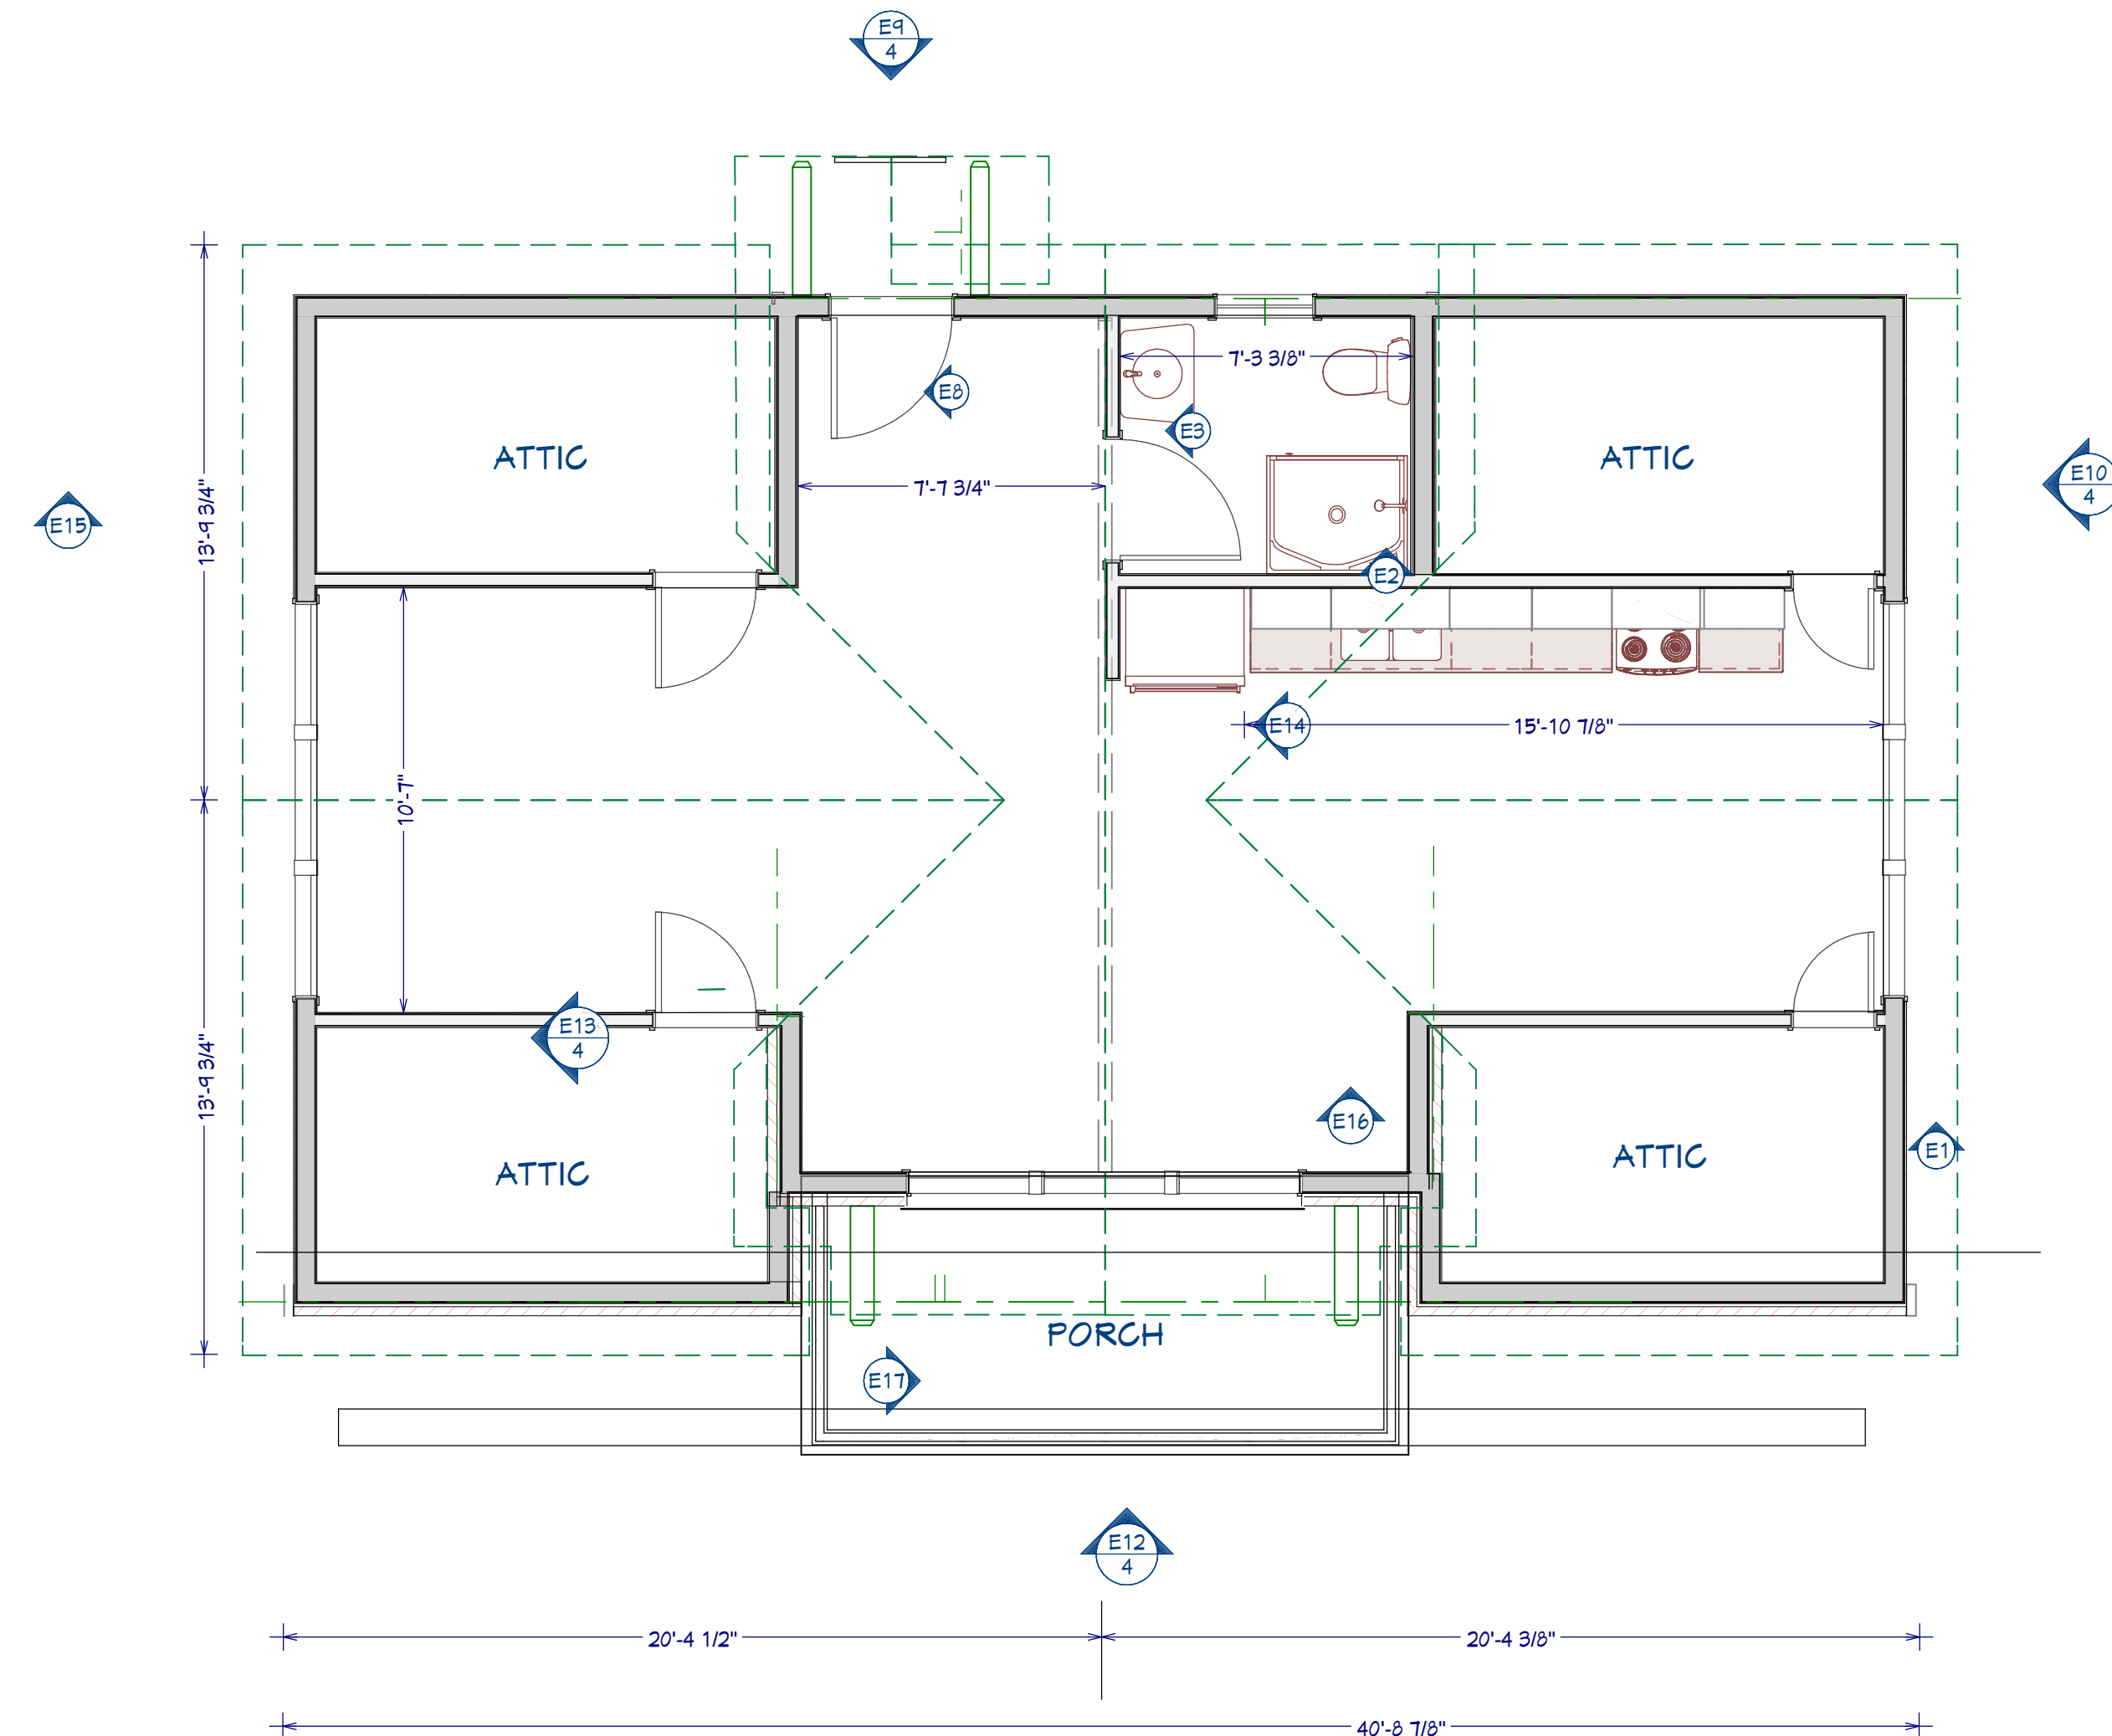 E9
4
7'-3 3/8"
E8
E3
ATTIC
ATTIC
E10
4
7'-7 3/4"
13'-9 3/4"
E15
E2
E14
15'-10 7/8"
10'-7"
E13
4
13'-9 3/4"
E16
E1
ATTIC
ATTIC
PORCH
E17
E12
4
20'-4 1/2"
20'-4 3/8"
40'-8 7/8"